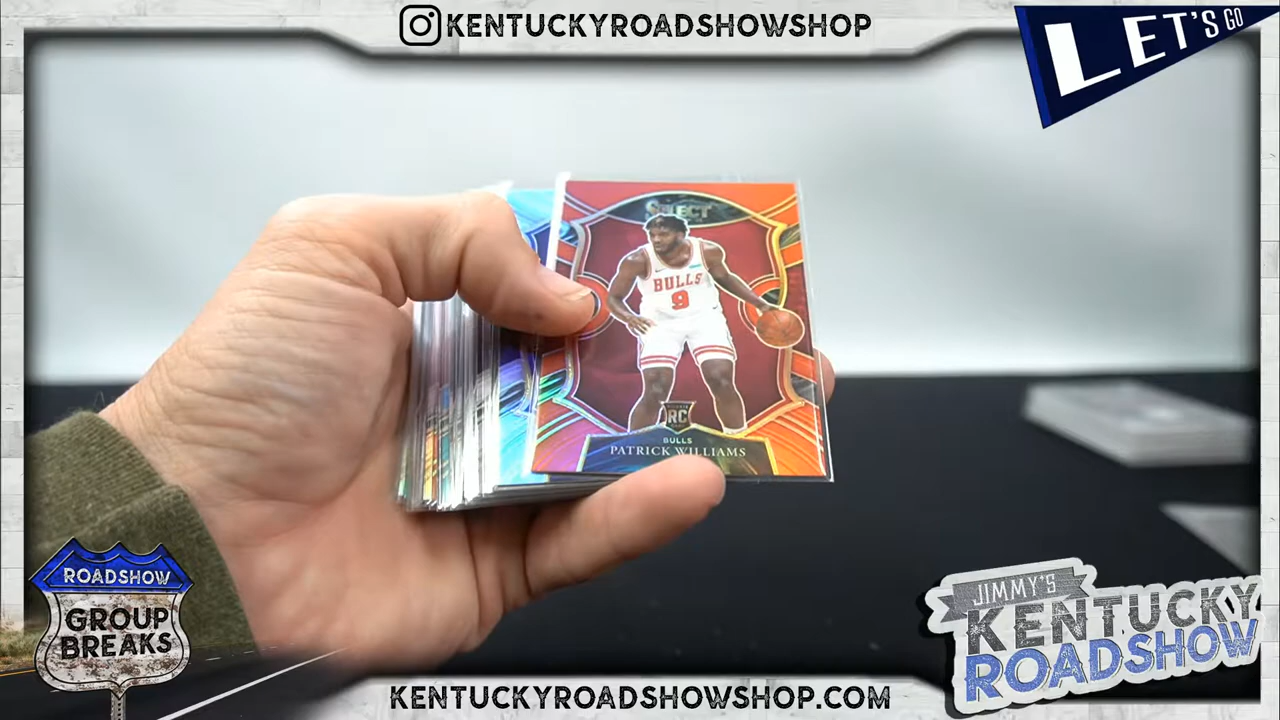 KENTUCKYROADSHOWSHOP
LET'S GO
SELECT
BULLS
9
RC
BULLS
PATRICK WILLIAMS
ROADSHOW
GROUP
BREAKS
JIMMY'S
KENTUCKY
ROADSHOW
KENTUCKYROADSHOWSHOP.COM